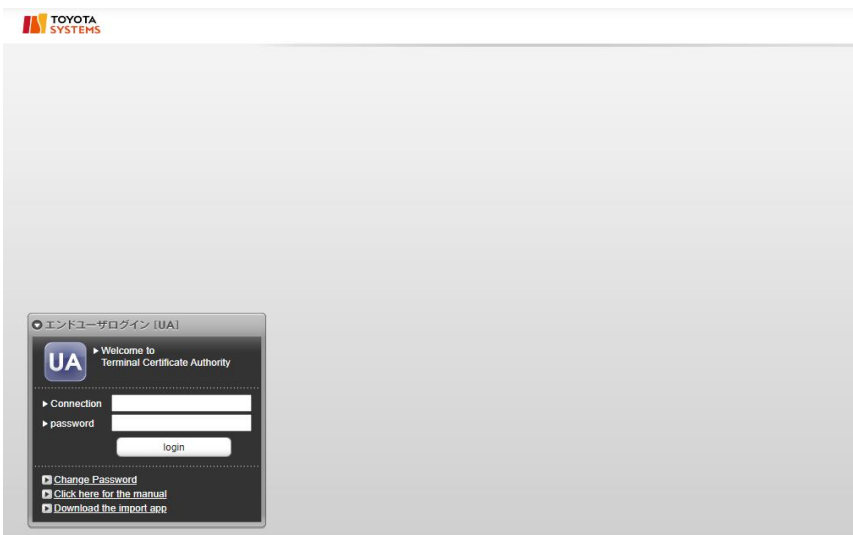 TOYOTA
SYSTEMS
エンドユーザログイン [UA]
UA
Welcome to
Terminal Certificate Authority
Connection
password
login
Change Password
Click here for the manual
Download the import app